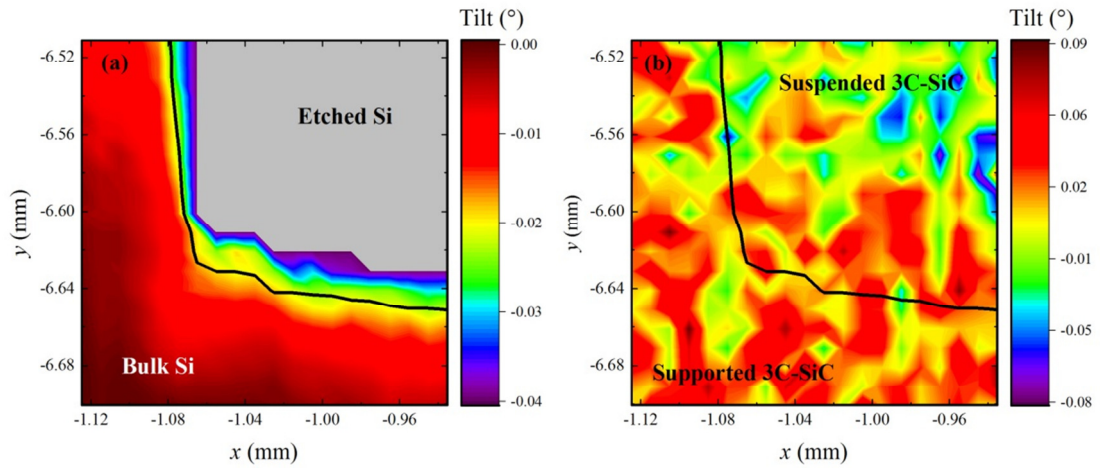 Tilt (°)
Tilt (°)
(a)
Etched Si
Bulk Si
-6.52
-6.56
-6.60
-6.64
-6.68
y (mm)
-1.12
-1.08
-1.04
-1.00
-0.96
x (mm)
0.00
-0.01
-0.02
-0.03
-0.04
(b)
Suspended 3C-SiC
Supported 3C-SiC
-6.52
-6.56
-6.60
-6.64
-6.68
y (mm)
-1.12
-1.08
-1.04
-1.00
-0.96
x (mm)
0.09
0.06
0.02
-0.01
-0.05
-0.08